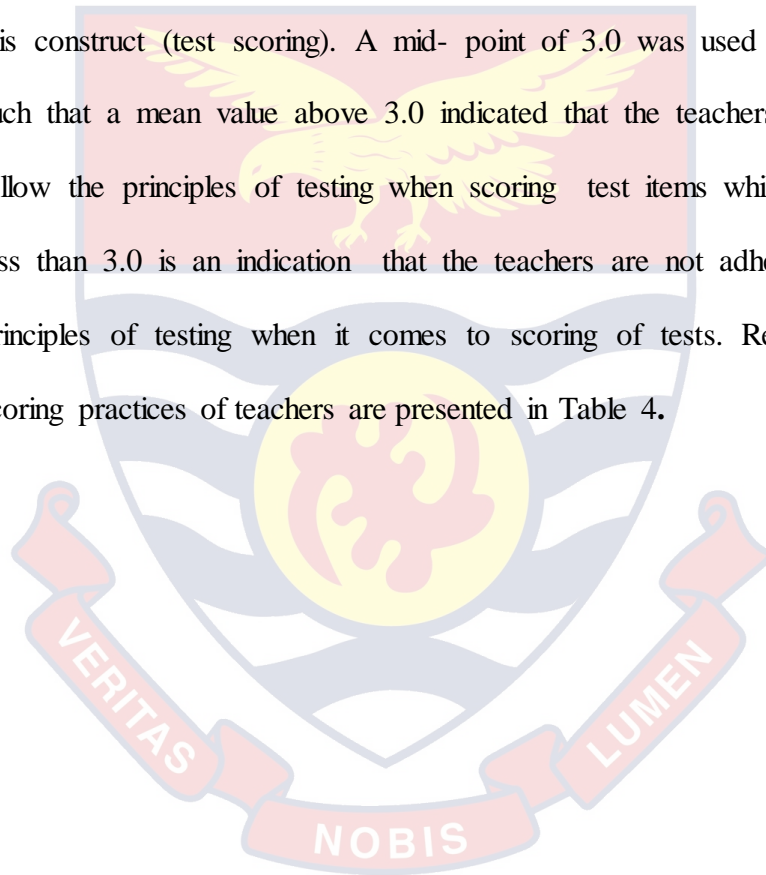 is construct (test scoring). A mid- point of 3.0 was used
uch that a mean value above 3.0 indicated that the teachers
llow the principles of testing when scoring test items whi
ss than 3.0 is an indication that the teachers are not adhe
rinciples of testing when it comes to scoring of tests. Re
coring practices of teachers are presented in Table 4.
VERITAS
NOBIS
LUMEN